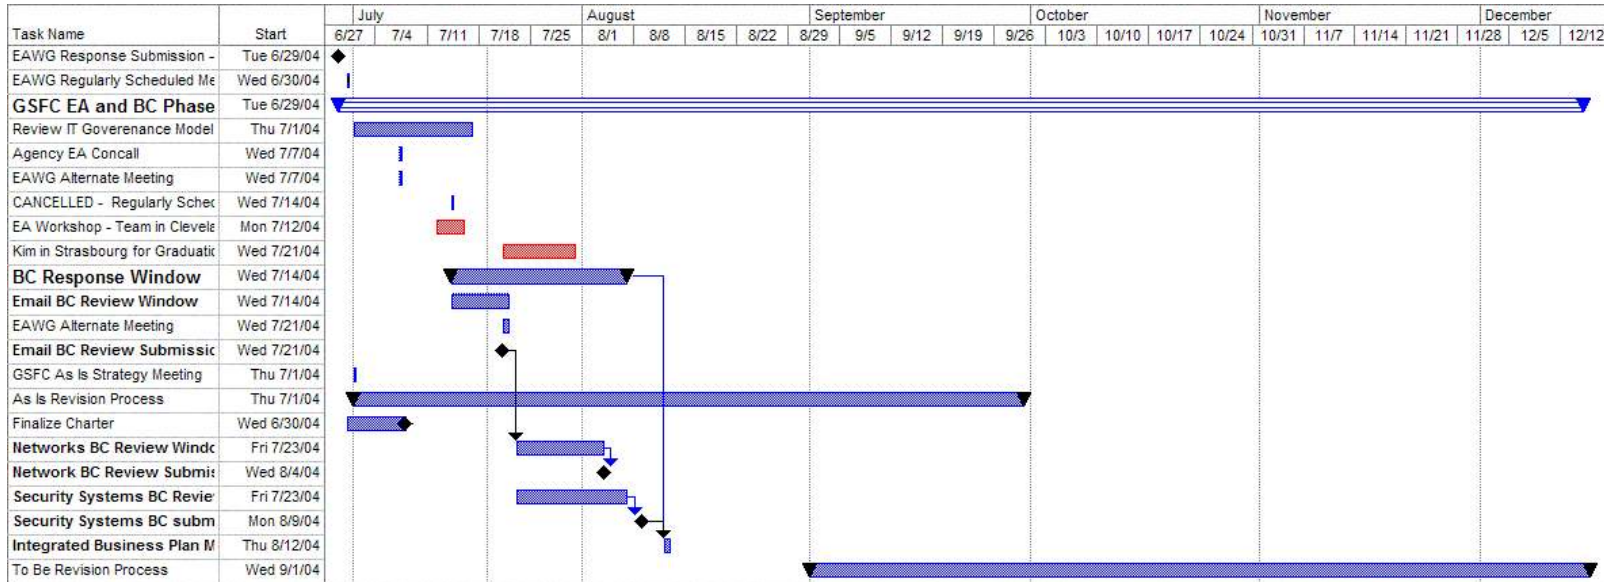 July August September October November December
Task Name Start 6/27 7/4 7/11 7/18 7/25 8/1 8/8 8/15 8/22 8/29 9/5 9/12 9/19 9/26 10/3 10/10 10/17 10/24 10/31 11/7 11/14 11/21 11/28 12/5 12/12
EAWG Response Submission - Tue 6/29/04
EAWG Regularly Scheduled Me Wed 6/30/04
GSFC EA and BC Phase Tue 6/29/04
Review IT Goverenance Model Thu 7/1/04
Agency EA Concall Wed 7/7/04
EAWG Alternate Meeting Wed 7/7/04
CANCELLED - Regularly Sched Wed 7/14/04
EA Workshop - Team in Clevela Mon 7/12/04
Kim in Strasbourg for Graduatio Wed 7/21/04
BC Response Window Wed 7/14/04
Email BC Review Window Wed 7/14/04
EAWG Alternate Meeting Wed 7/21/04
Email BC Review Submissic Wed 7/21/04
GSFC As Is Strategy Meeting Thu 7/1/04
As Is Revision Process Thu 7/1/04
Finalize Charter Wed 6/30/04
Networks BC Review Windc Fri 7/23/04
Network BC Review Submis Wed 8/4/04
Security Systems BC Review Fri 7/23/04
Security Systems BC subm Mon 8/9/04
Integrated Business Plan M Thu 8/12/04
To Be Revision Process Wed 9/1/04